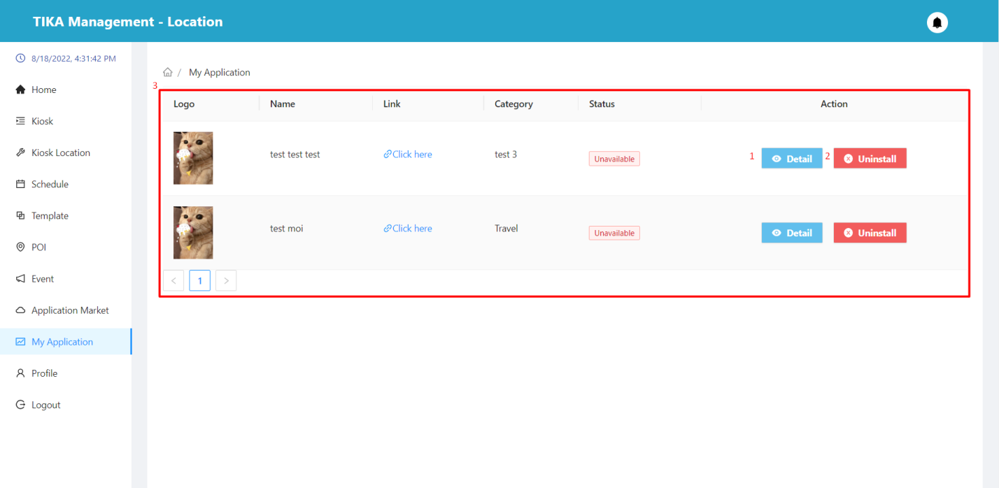 TIKA Management - Location
8/18/2022, 4:31:42 PM
Home
Kiosk
Kiosk Location
Schedule
Template
POI
Event
Application Market
My Application
Profile
Logout
/ My Application
3
Logo Name Link Category Status Action
test test test Click here test 3 Unavailable 1 Detail 2 Uninstall
test moi Click here Travel Unavailable Detail Uninstall
< 1 >